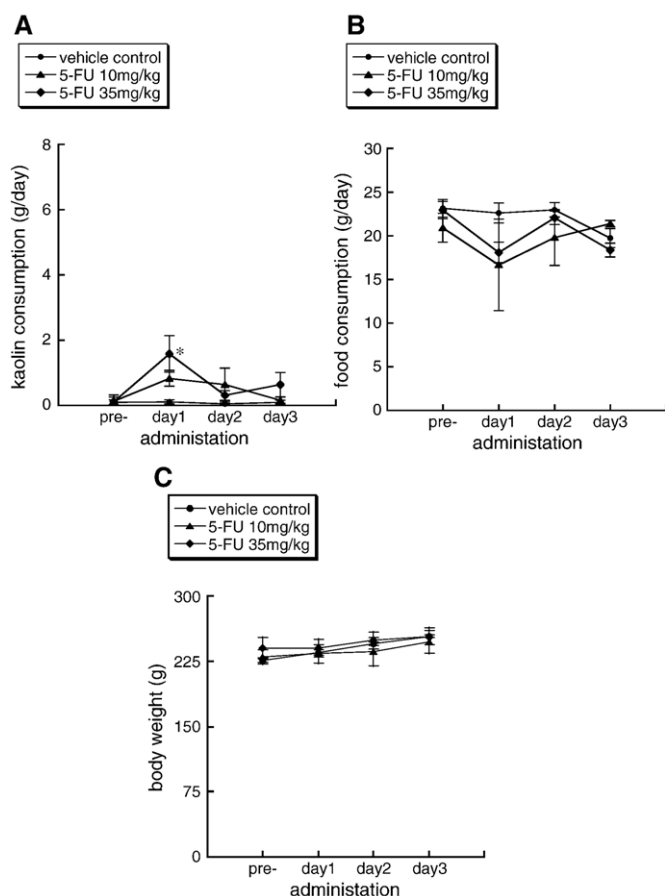 A
vehicle control
5-FU 10mg/kg
5-FU 35mg/kg
kaolin consumption (g/day)
8
6
4
2
0
*
pre- day1 day2 day3
administation
B
vehicle control
5-FU 10mg/kg
5-FU 35mg/kg
food consumption (g/day)
30
25
20
15
10
5
0
pre- day1 day2 day3
administation
C
vehicle control
5-FU 10mg/kg
5-FU 35mg/kg
body weight (g)
300
225
150
75
0
pre- day1 day2 day3
administation